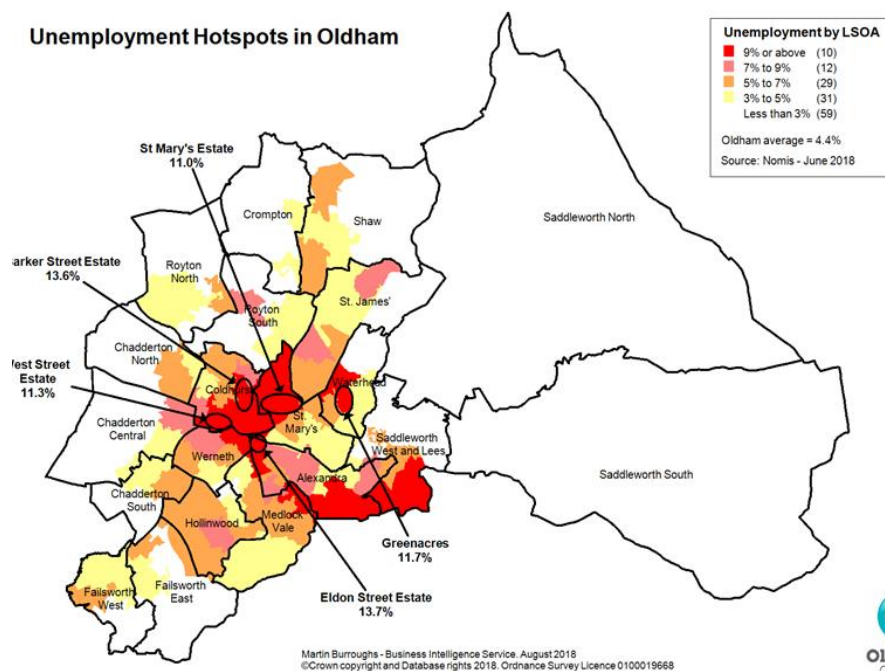 Unemployment Hotspots in Oldham
Unemployment by LSOA
9% or above (10)
7% to 9% (12)
5% to 7% (29)
3% to 5% (31)
Less than 3% (59)
Oldham average = 4.4%
Source: Nomis - June 2018
St Mary's Estate
11.0%
Crompton
Shaw
Saddleworth North
arker Street Estate
13.6%
Royton
North
Royton
South
St. James'
Chadderton
North
est Street
Estate
11.3%
Coldhurst
Waterhead
Chadderton
Central
St.
Mary's
Saddleworth
West and Lees
Werneth
Alexandra
Saddleworth South
Chadderton
South
Hollinwood
Medlock
Vale
Greenacres
11.7%
Failsworth
West
Failsworth
East
Eldon Street Estate
13.7%
Martin Burroughs - Business Intelligence Service. August 2018
©Crown copyright and Database rights 2018. Ordnance Survey Licence 0100019668